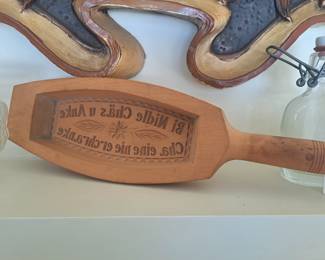 Bi Nidle Chäs u Anke
Cha eine nie erchranke